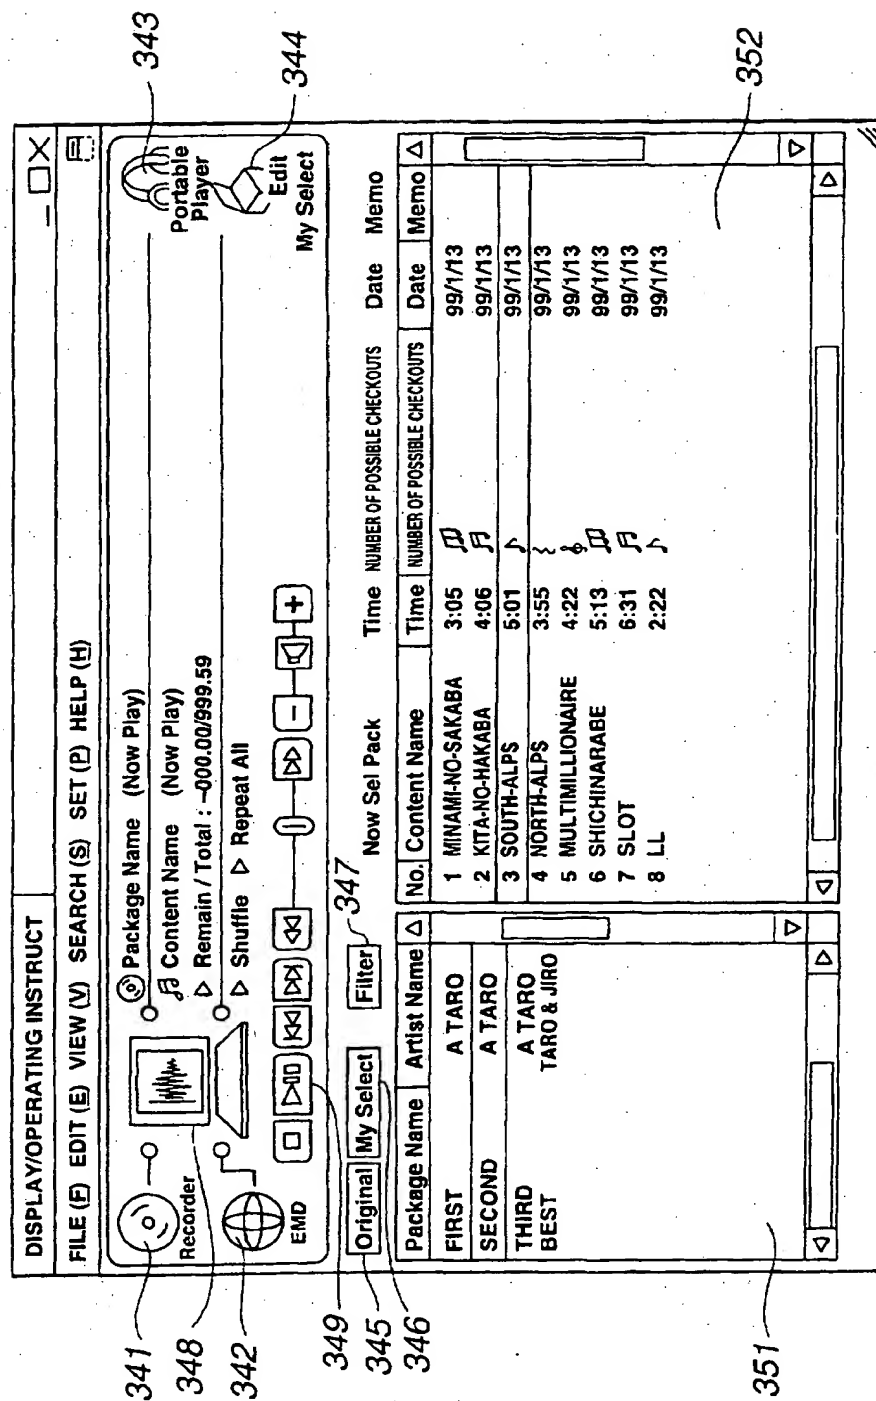 DISPLAY/OPERATING INSTRUCT
FILE (F) EDIT (E) VIEW (V) SEARCH (S) SET (P) HELP (H)
341
Recorder
348
342
EMD
Package Name (Now Play)
Content Name (Now Play)
Remain / Total : –000.00/999.59
Shuffle Repeat All
343
Portable
Player
344
Edit
My Select
349
345
Original
346
My Select
347
Filter
Now Sel Pack Time NUMBER OF POSSIBLE CHECKOUTS Date Memo
Package Name Artist Name
FIRST A TARO
SECOND A TARO
THIRD A TARO
BEST TARO & JIRO
351
No. Content Name Time NUMBER OF POSSIBLE CHECKOUTS Date Memo
1 MINAMI-NO-SAKABA 3:05 99/1/13
2 KITA-NO-HAKABA 4:06 99/1/13
3 SOUTH-ALPS 5:01 99/1/13
4 NORTH-ALPS 3:55 99/1/13
5 MULTIMILLIONAIRE 4:22 99/1/13
6 SHICHINARABE 5:13 99/1/13
7 SLOT 6:31 99/1/13
8 LL 2:22 99/1/13
352